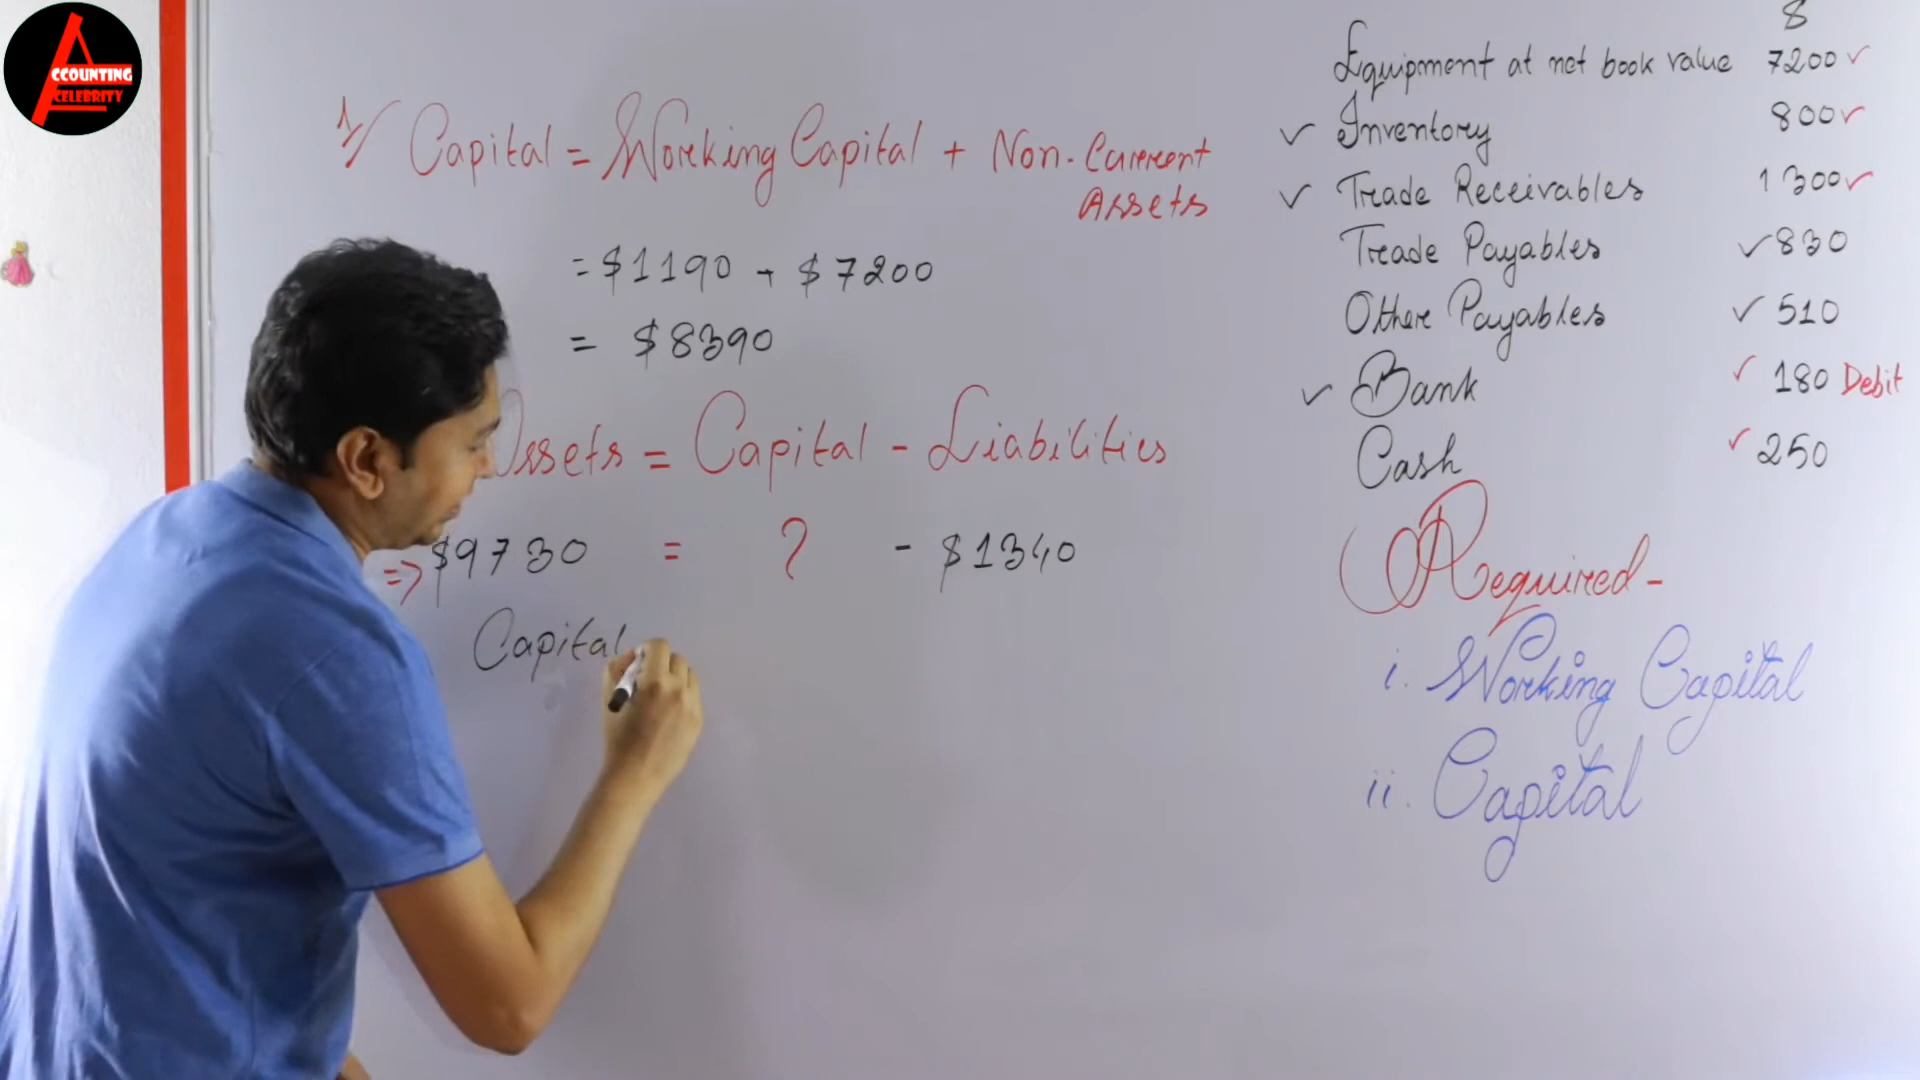 ACCOUNTING
CELEBRITY
1/ Capital = Working Capital + Non-Current
Assets
= $1190 + $7200
= $8390
Assets = Capital - Liabilities
=> $9730 = ? - $1340
Capital
$
Equipment at net book value 7200 ✓
✓ Inventory 800 ✓
✓ Trade Receivables 1300 ✓
Trade Payables ✓ 830
Other Payables ✓ 510
✓ Bank ✓ 180 Debit
Cash ✓ 250
Required-
i. Working Capital
ii. Capital